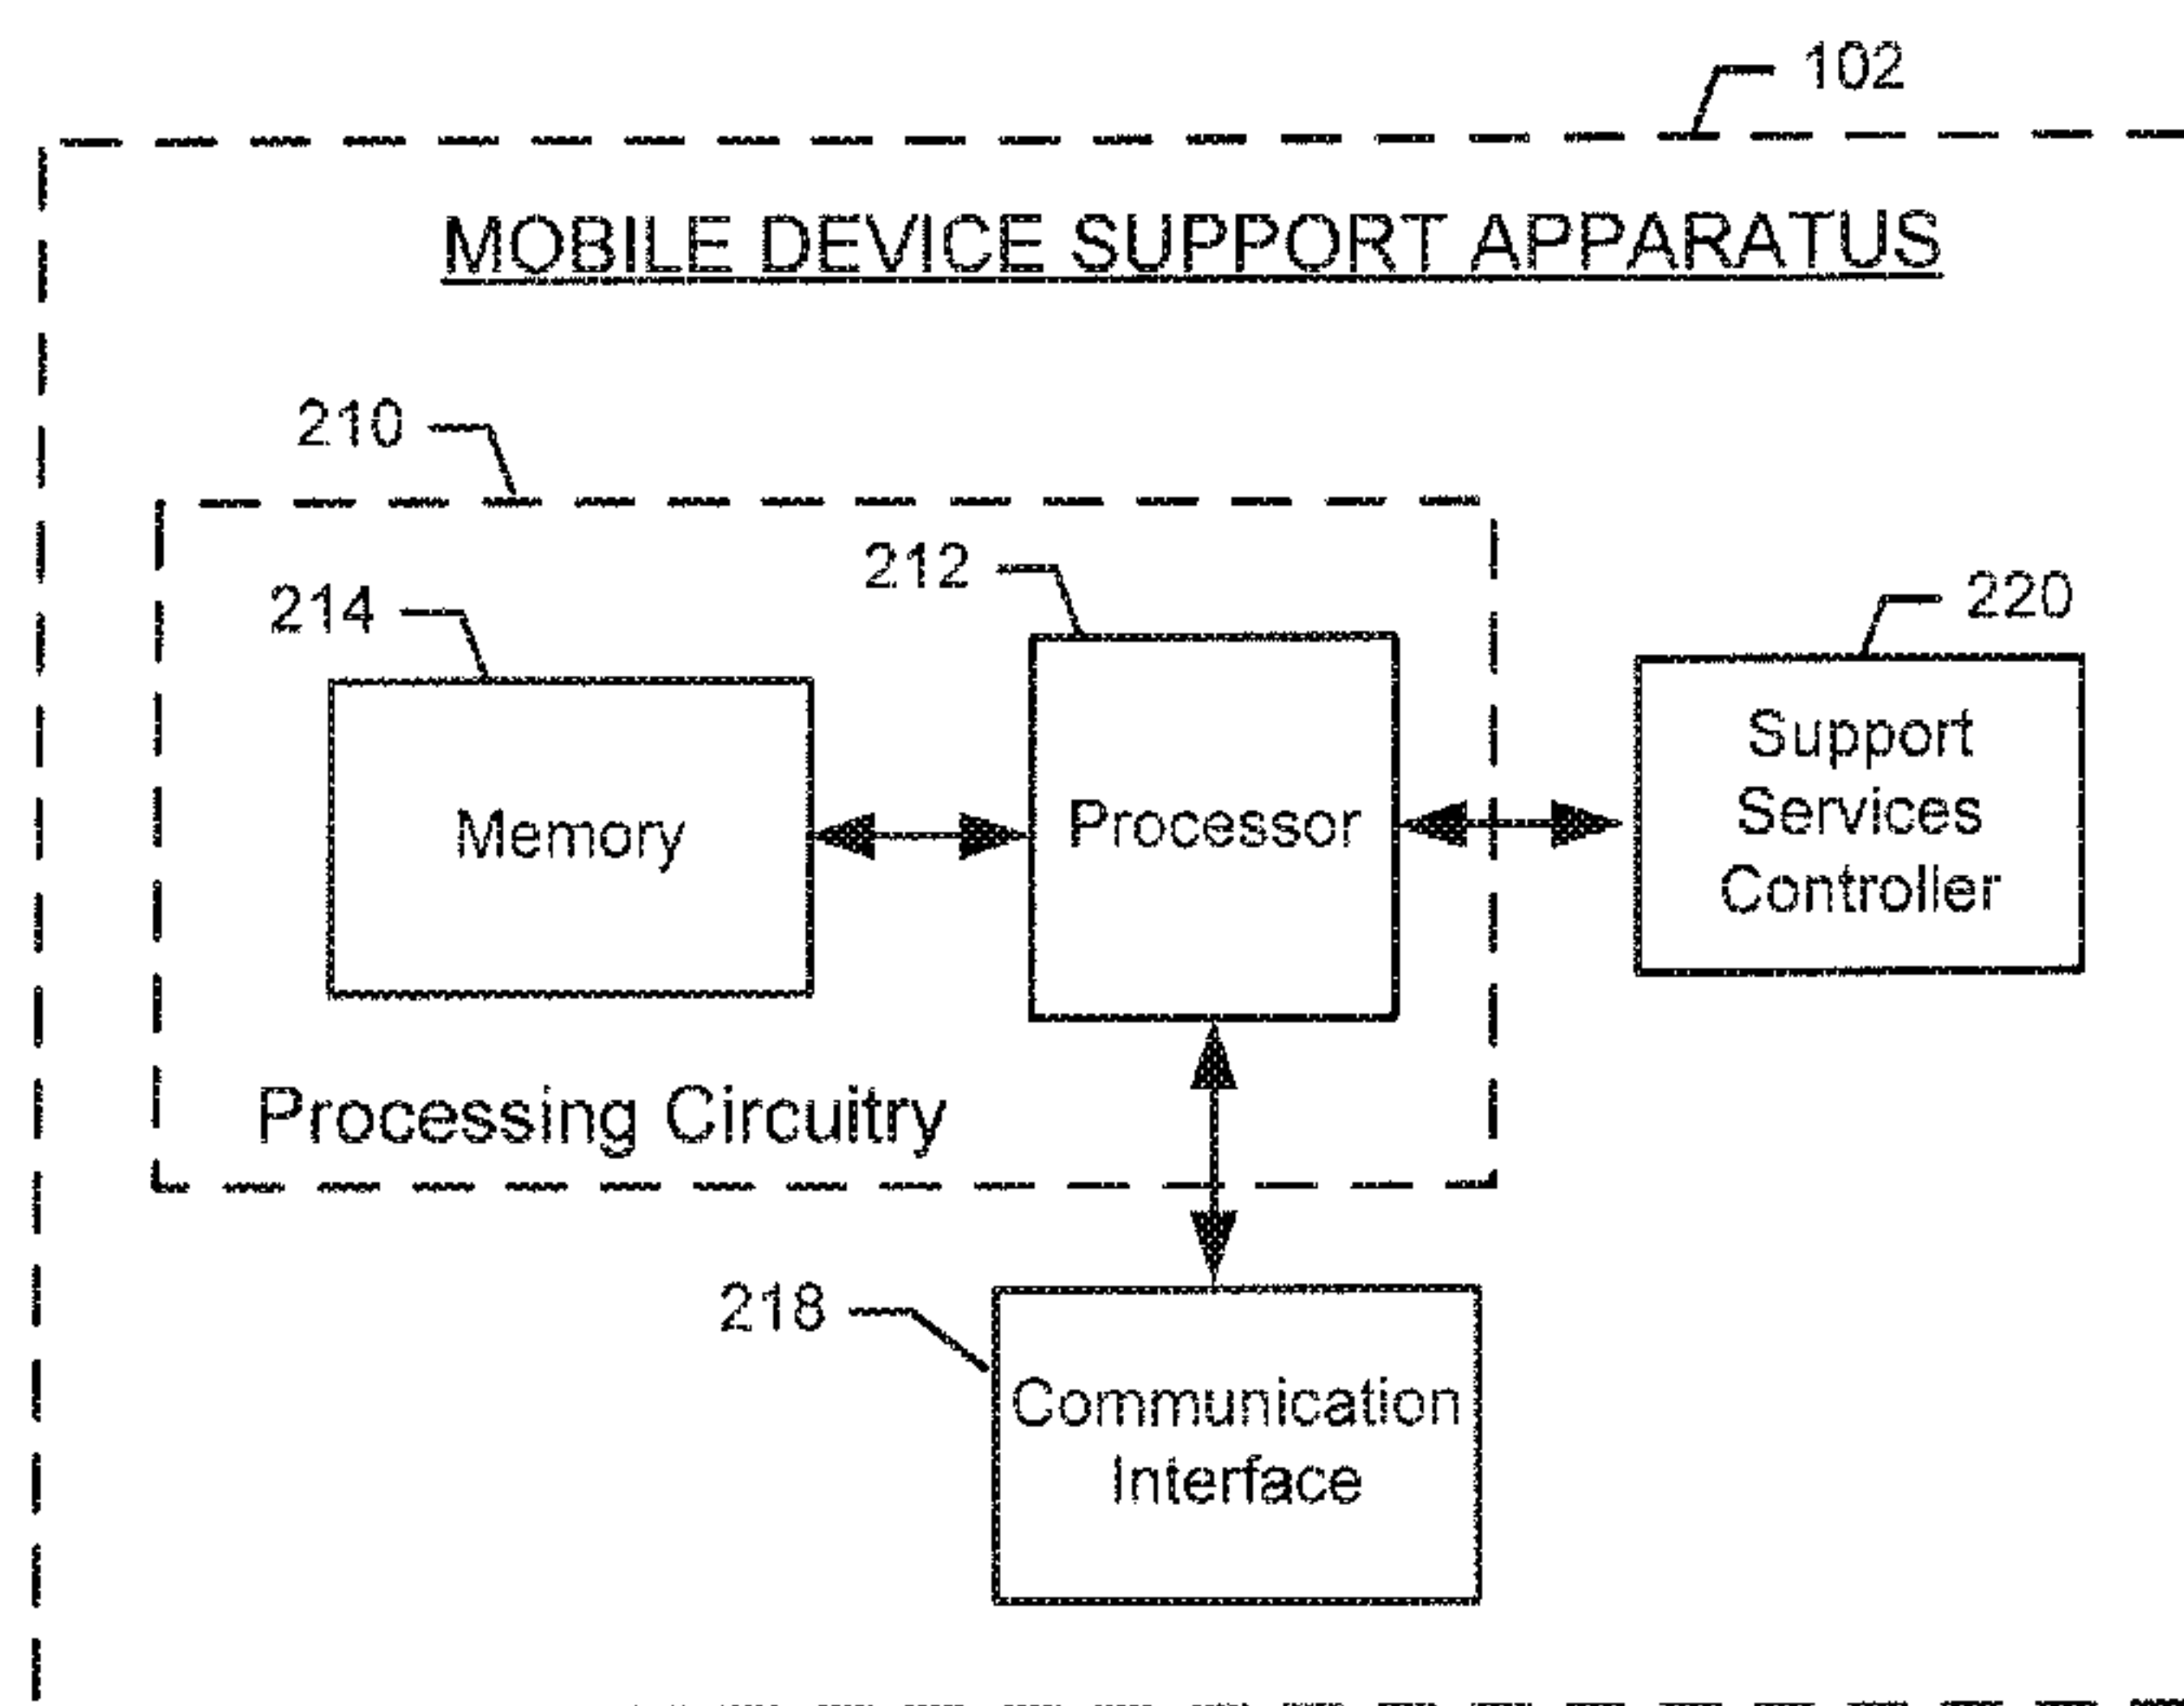 102
MOBILE DEVICE SUPPORT APPARATUS
210
212
214
220
Memory
Processor
Support
Services
Controller
Processing Circuitry
218
Communication
Interface